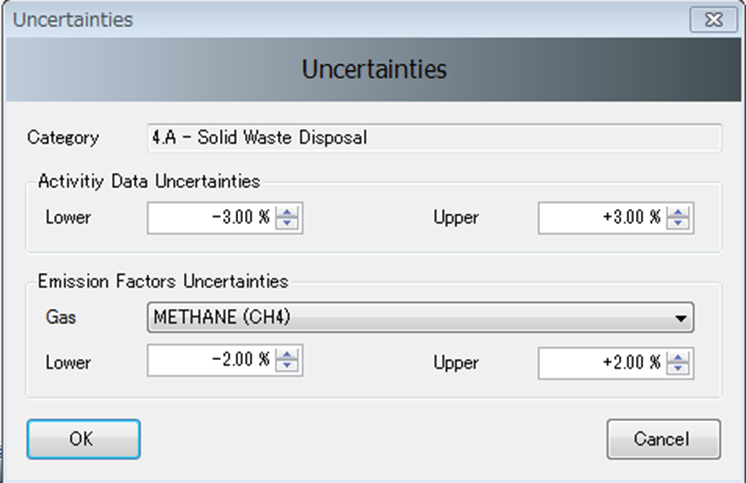 Uncertainties
Uncertainties
Category 4.A - Solid Waste Disposal
Activitiy Data Uncertainties
Lower -3.00 % Upper +3.00 %
Emission Factors Uncertainties
Gas METHANE (CH4)
Lower -2.00 % Upper +2.00 %
OK Cancel